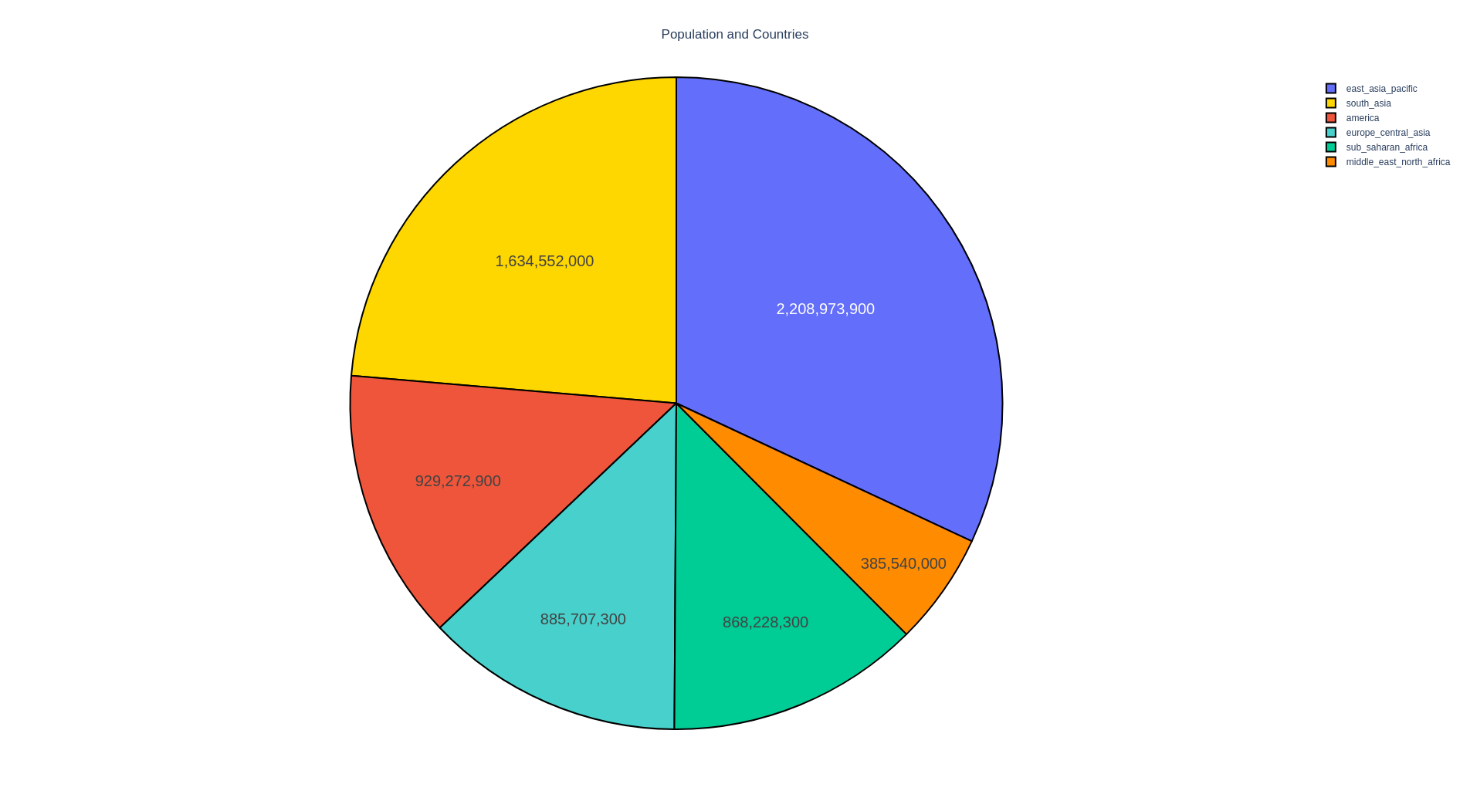 Population and Countries
east_asia_pacific
south_asia
america
europe_central_asia
sub_saharan_africa
middle_east_north_africa
1,634,552,000
2,208,973,900
929,272,900
385,540,000
885,707,300
868,228,300